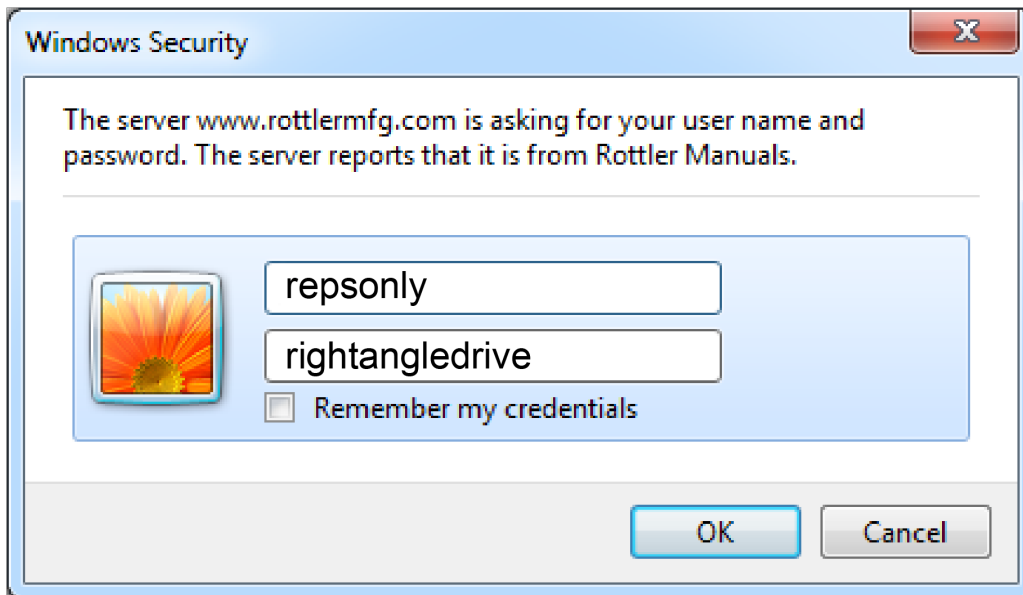 Windows Security
The server www.rottlermfg.com is asking for your user name and
password. The server reports that it is from Rottler Manuals.
repsonly
rightangledrive
Remember my credentials
OK
Cancel